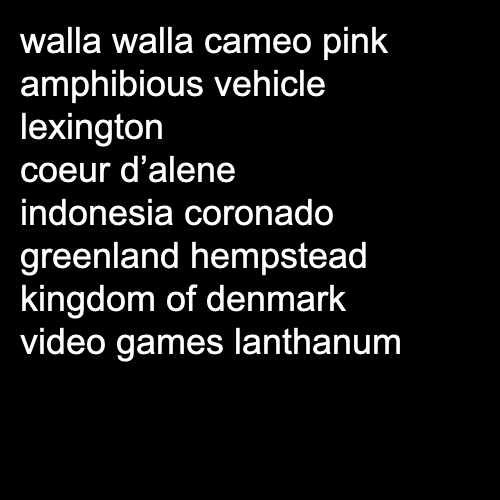 walla walla cameo pink
amphibious vehicle
lexington
coeur d’alene
indonesia coronado
greenland hempstead
kingdom of denmark
video games lanthanum